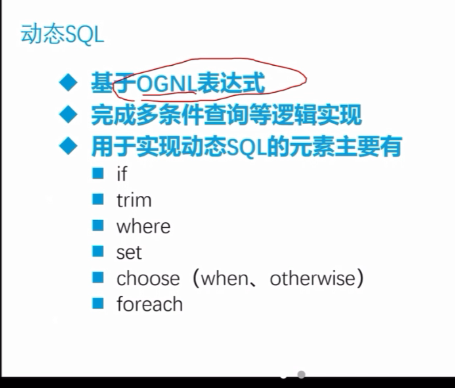 动态SQL
基于OGNL表达式
完成多条件查询等逻辑实现
用于实现动态SQL的元素主要有
if
trim
where
set
choose（when、otherwise）
foreach